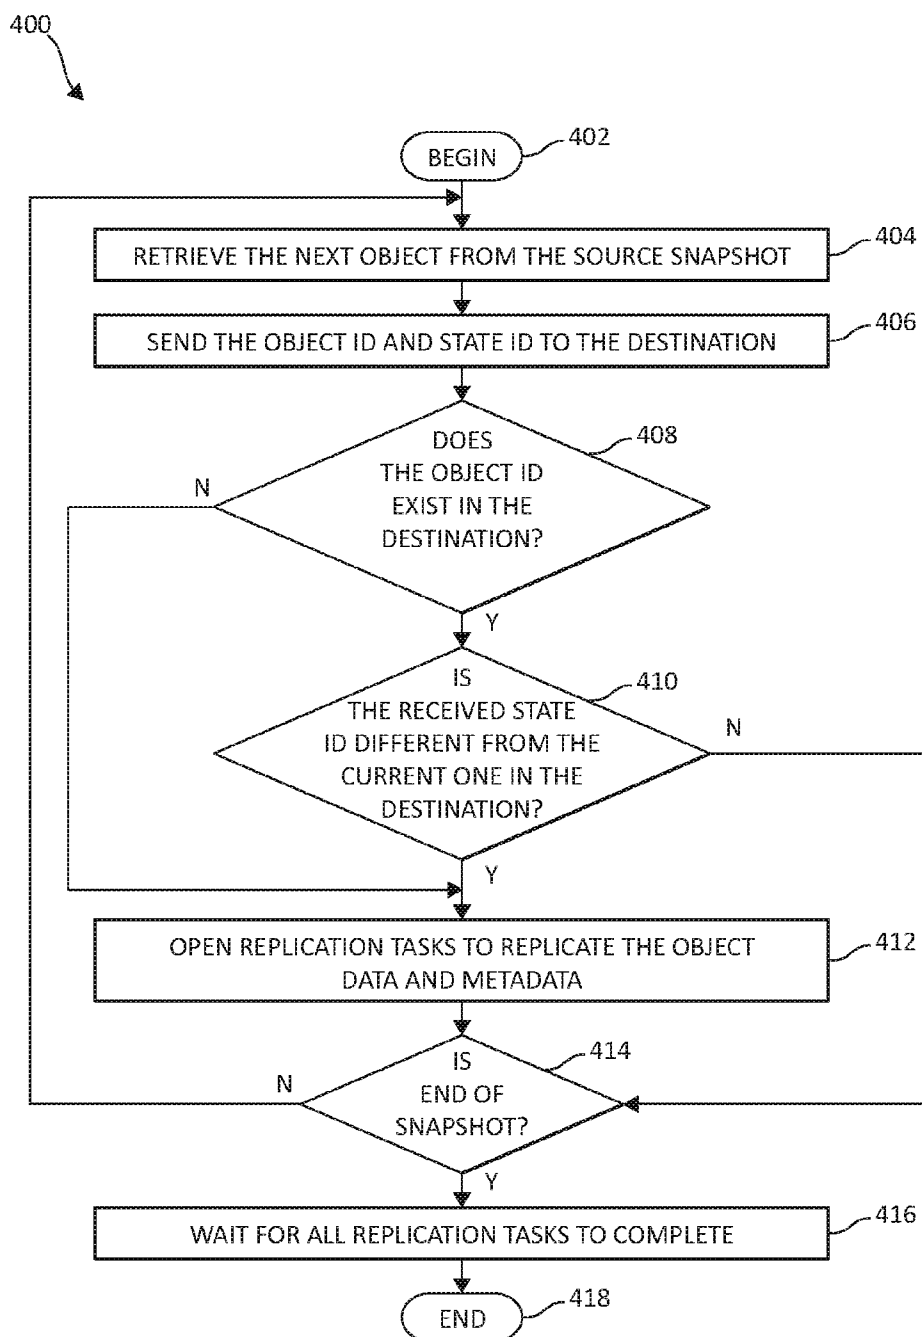 400
BEGIN
402
RETRIEVE THE NEXT OBJECT FROM THE SOURCE SNAPSHOT
404
SEND THE OBJECT ID AND STATE ID TO THE DESTINATION
406
DOES
THE OBJECT ID
EXIST IN THE
DESTINATION?
408
N
Y
IS
THE RECEIVED STATE
ID DIFFERENT FROM THE
CURRENT ONE IN THE
DESTINATION?
410
N
Y
OPEN REPLICATION TASKS TO REPLICATE THE OBJECT
DATA AND METADATA
412
IS
END OF
SNAPSHOT?
414
N
Y
WAIT FOR ALL REPLICATION TASKS TO COMPLETE
416
END
418